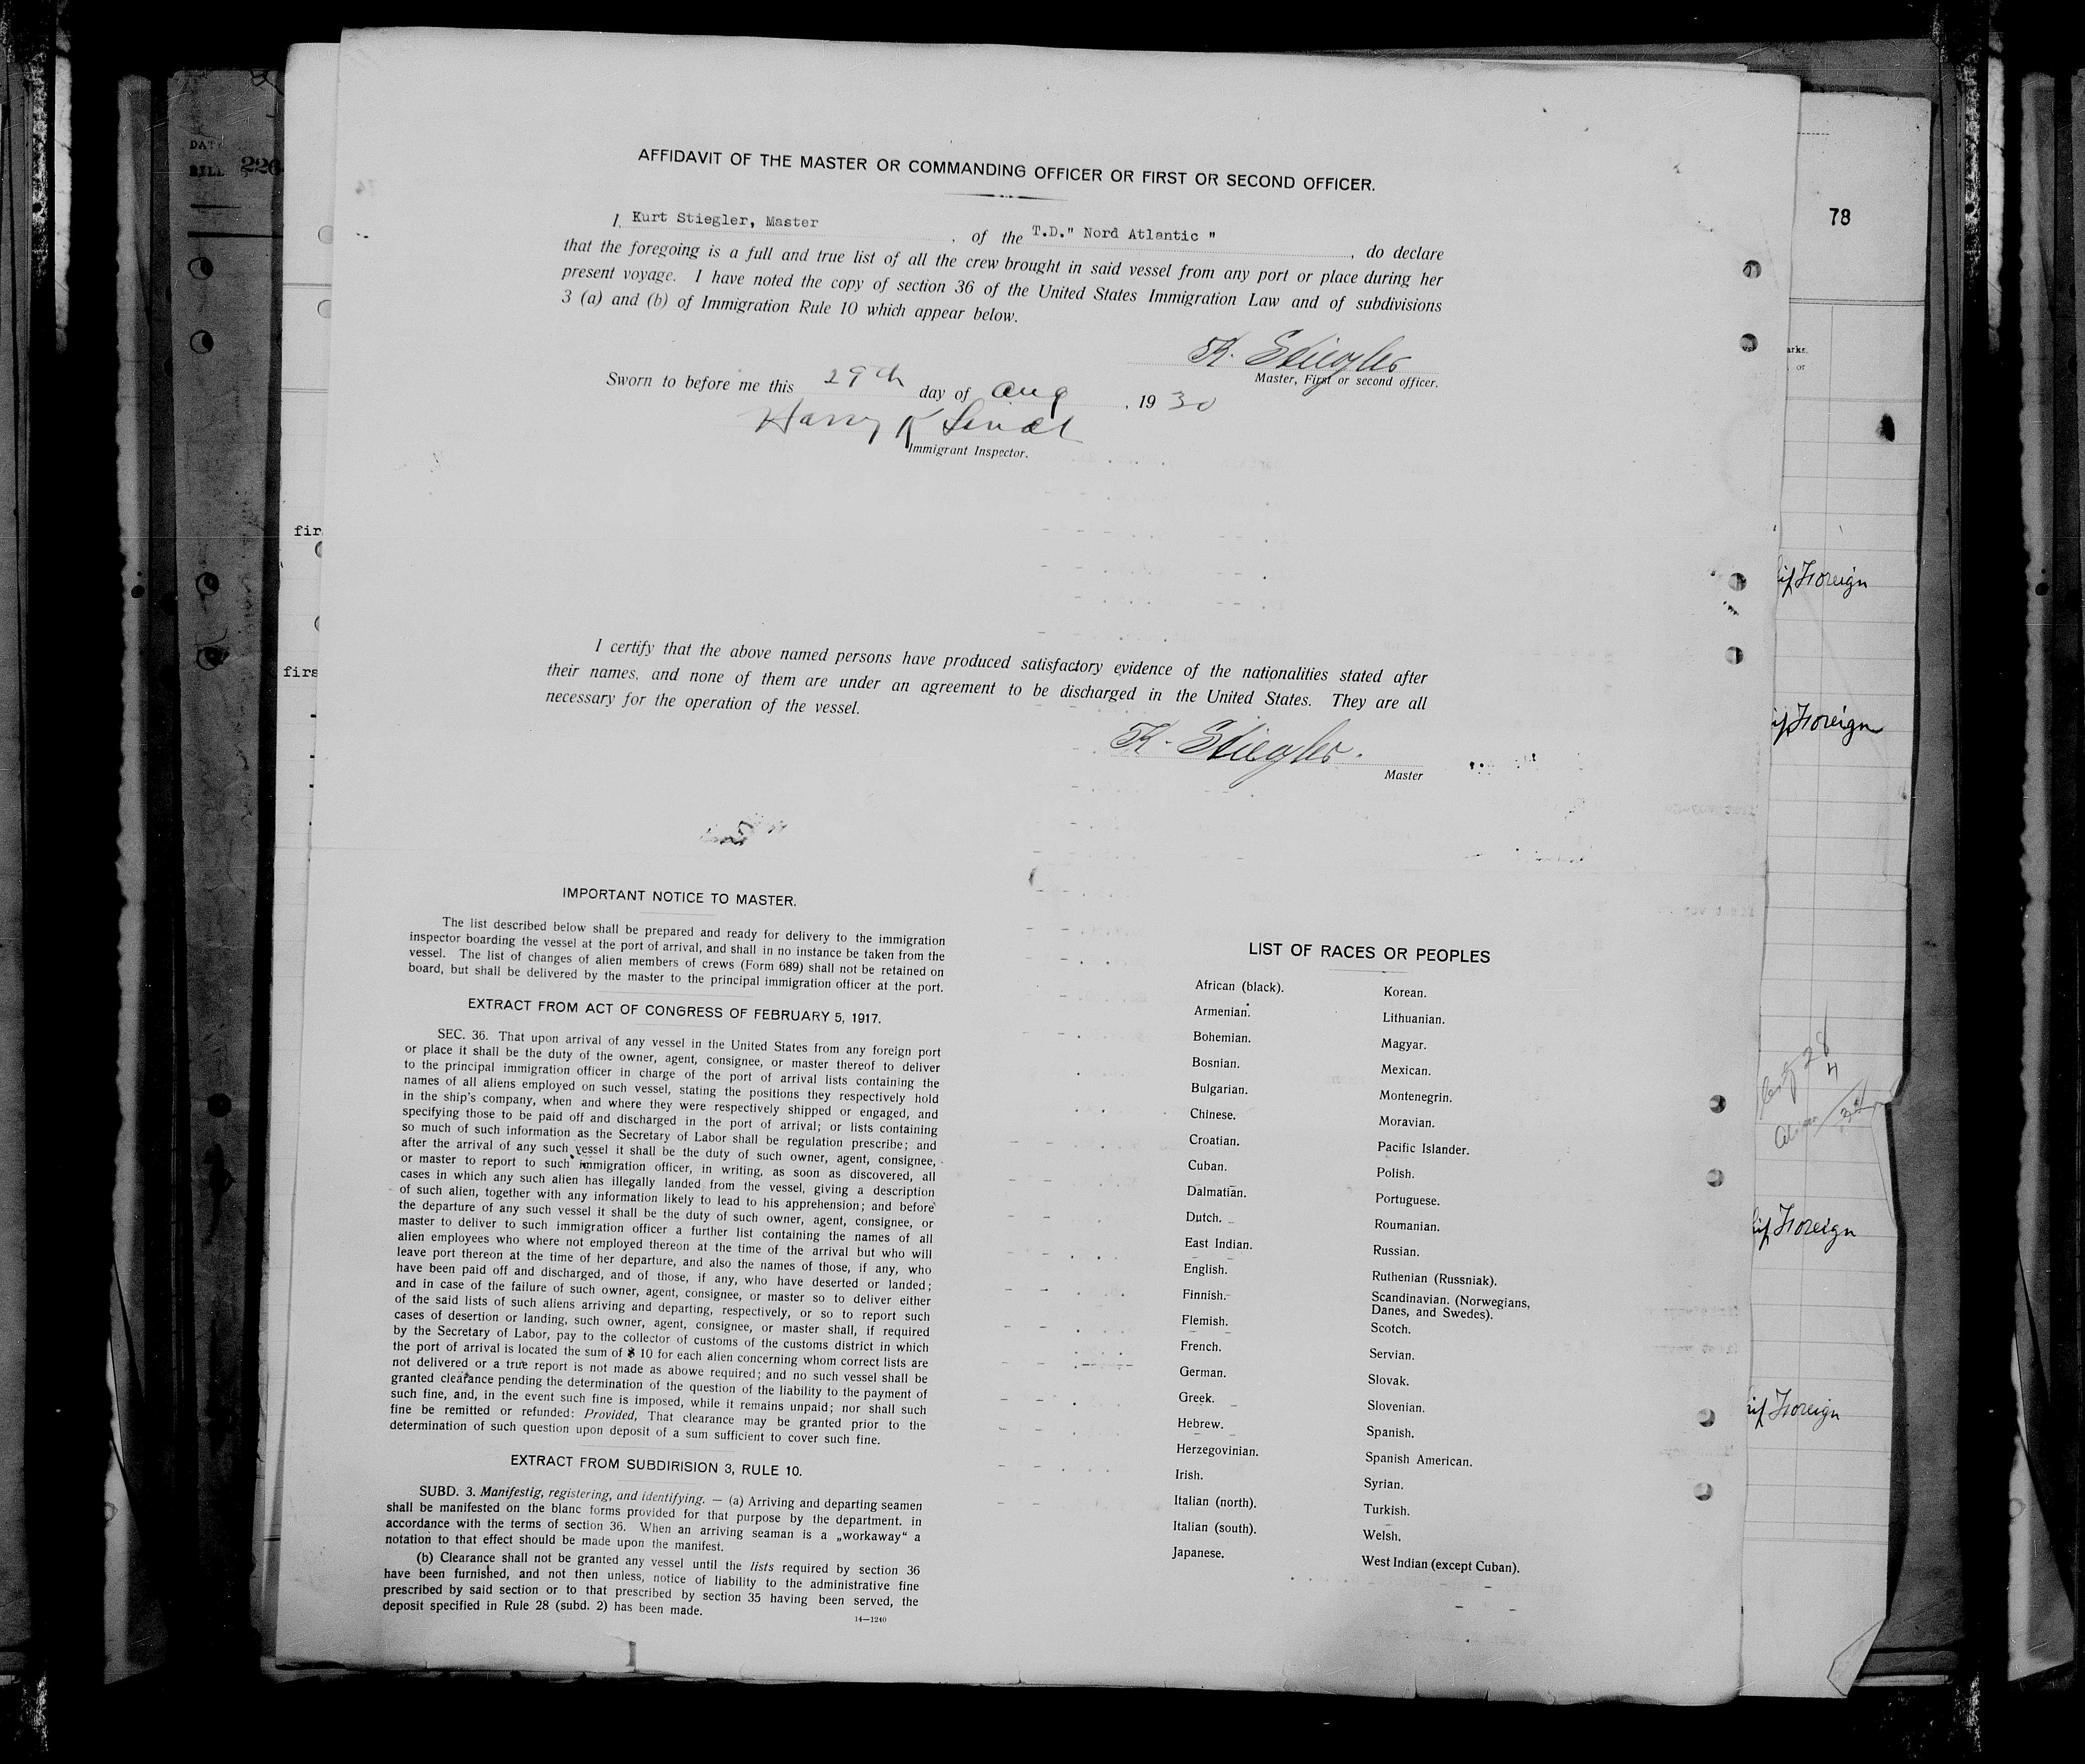 AFFIDAVIT OF THE MASTER OR COMMANDING OFFICER OR FIRST OR SECOND OFFICER.
I, Kurt Stiegler, Master, of the T.D." Nord Atlantic ", do declare
that the foregoing is a full and true list of all the crew brought in said vessel from any port or place during her
present voyage. I have noted the copy of section 36 of the United States Immigration Law and of subdivisions
3 (a) and (b) of Immigration Rule 10 which appear below.
K. Stiegler
Master, First or second officer.
Sworn to before me this 29th day of Aug, 1930
Harry K
Immigrant Inspector.
I certify that the above named persons have produced satisfactory evidence of the nationalities stated after
their names, and none of them are under an agreement to be discharged in the United States. They are all
necessary for the operation of the vessel.
K. Stiegler.
Master
IMPORTANT NOTICE TO MASTER.
The list described below shall be prepared and ready for delivery to the immigration
inspector boarding the vessel at the port of arrival, and shall in no instance be taken from the
vessel. The list of changes of alien members of crews (Form 689) shall not be retained on
board, but shall be delivered by the master to the principal immigration officer at the port.
EXTRACT FROM ACT OF CONGRESS OF FEBRUARY 5, 1917.
SEC. 36. That upon arrival of any vessel in the United States from any foreign port
or place it shall be the duty of the owner, agent, consignee, or master thereof to deliver
to the principal immigration officer in charge of the port of arrival lists containing the
names of all aliens employed on such vessel, stating the positions they respectively hold
in the ship's company, when and where they were respectively shipped or engaged, and
specifying those to be paid off and discharged in the port of arrival; or lists containing
so much of such information as the Secretary of Labor shall be regulation prescribe; and
after the arrival of any such vessel it shall be the duty of such owner, agent, consignee,
or master to report to such immigration officer, in writing, as soon as discovered, all
cases in which any such alien has illegally landed from the vessel, giving a description
of such alien, together with any information likely to lead to his apprehension; and before
the departure of any such vessel it shall be the duty of such owner, agent, consignee, or
master to deliver to such immigration officer a further list containing the names of all
alien employees who where not employed thereon at the time of the arrival but who will
leave port thereon at the time of her departure, and also the names of those, if any, who
have been paid off and discharged, and of those, if any, who have deserted or landed;
and in case of the failure of such owner, agent, consignee, or master so to deliver either
of the said lists of such aliens arriving and departing, respectively, or so to report such
cases of desertion or landing, such owner, agent, consignee, or master shall, if required
by the Secretary of Labor, pay to the collector of customs of the customs district in which
the port of arrival is located the sum of $ 10 for each alien concerning whom correct lists are
not delivered or a true report is not made as abowe required; and no such vessel shall be
granted clearance pending the determination of the question of the liability to the payment of
such fine, and, in the event such fine is imposed, while it remains unpaid; nor shall such
fine be remitted or refunded: Provided, That clearance may be granted prior to the
determination of such question upon deposit of a sum sufficient to cover such fine.
EXTRACT FROM SUBDIRISION 3, RULE 10.
SUBD. 3. Manifestig, registering, and identifying. — (a) Arriving and departing seamen
shall be manifested on the blanc forms provided for that purpose by the department. in
accordance with the terms of section 36. When an arriving seaman is a „workaway“ a
notation to that effect should be made upon the manifest.
(b) Clearance shall not be granted any vessel until the lists required by section 36
have been furnished, and not then unless, notice of liability to the administrative fine
prescribed by said section or to that prescribed by section 35 having been served, the
deposit specified in Rule 28 (subd. 2) has been made.
14—1240
LIST OF RACES OR PEOPLES
African (black).
Armenian.
Bohemian.
Bosnian.
Bulgarian.
Chinese.
Croatian.
Cuban.
Dalmatian.
Dutch.
East Indian.
English.
Finnish.
Flemish.
French.
German.
Greek.
Hebrew.
Herzegovinian.
Irish.
Italian (north).
Italian (south).
Japanese.
Korean.
Lithuanian.
Magyar.
Mexican.
Montenegrin.
Moravian.
Pacific Islander.
Polish.
Portuguese.
Roumanian.
Russian.
Ruthenian (Russniak).
Scandinavian. (Norwegians,
Danes, and Swedes).
Scotch.
Servian.
Slovak.
Slovenian.
Spanish.
Spanish American.
Syrian.
Turkish.
Welsh.
West Indian (except Cuban).
78
arks.
or
if Foreign
if Foreign
if Foreign
if Foreign
226
fir
firs